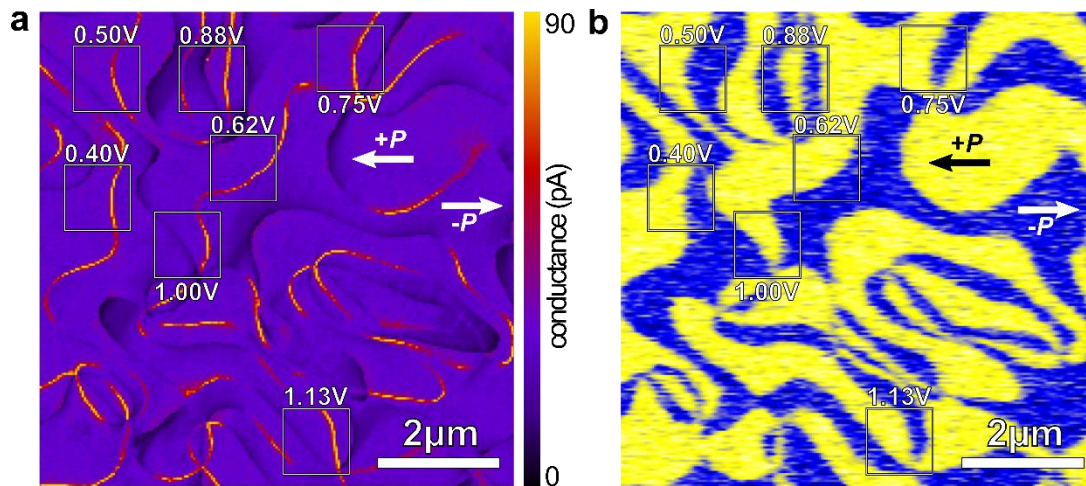 a
0.50V
0.88V
0.75V
0.62V
0.40V
+P
-P
1.00V
1.13V
2μm
90
conductance (pA)
0
b
0.50V
0.88V
0.75V
0.62V
0.40V
+P
-P
1.00V
1.13V
2μm